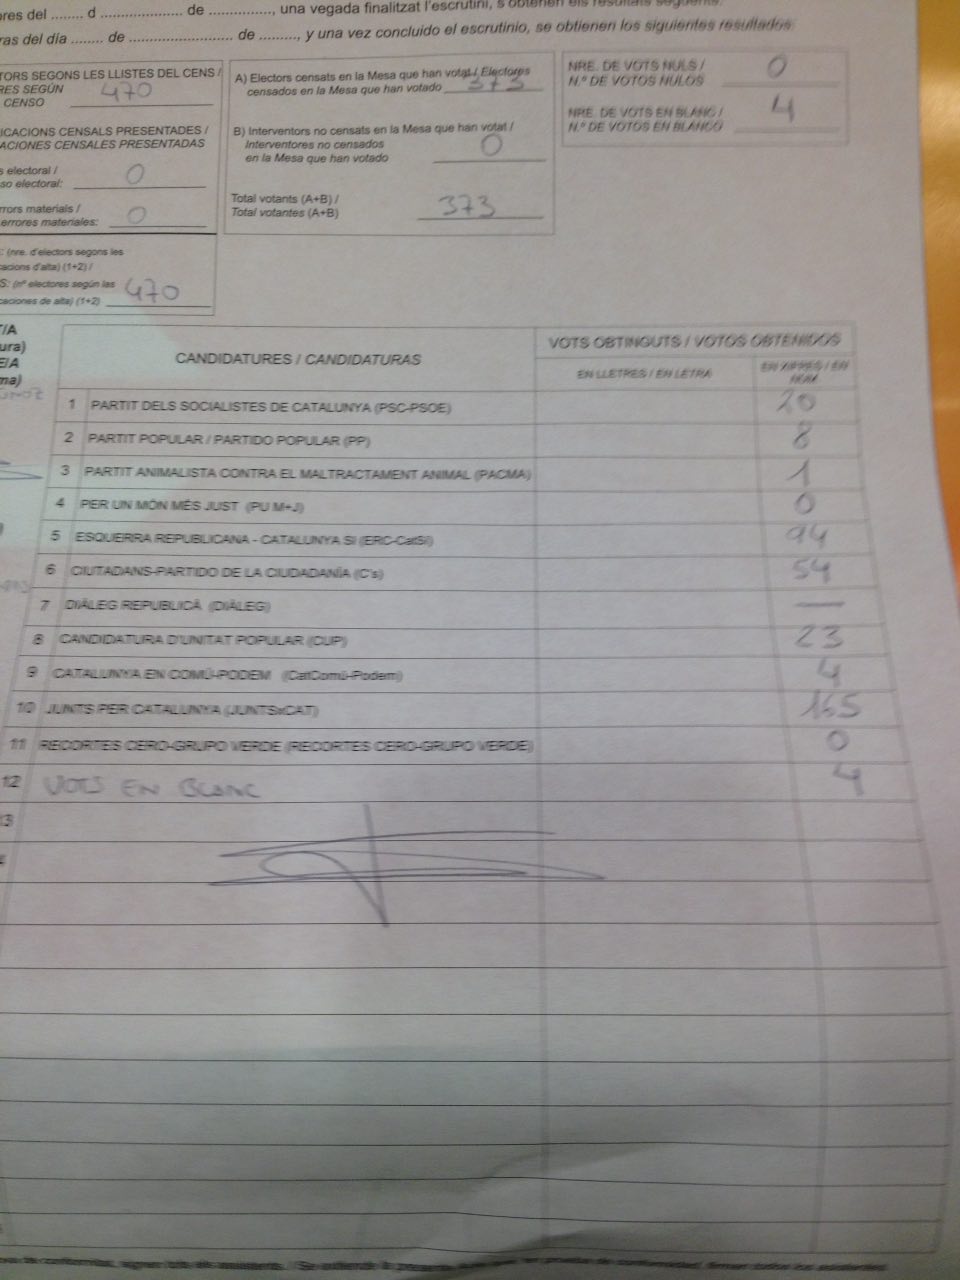 ores del ........ d ..................... de ................, una vegada finalitzat l'escrutini, s'obtenen els resultats següents:
ras del día ........ de .......................... de .........., y una vez concluido el escrutinio, se obtienen los siguientes resultados:
TORS SEGONS LES LLISTES DEL CENS /
RES SEGÚN
CENSO 470
ICACIONS CENSALS PRESENTADES /
ACIONES CENSALES PRESENTADAS
s electoral /
so electoral: 0
rrors materials /
errores materiales: 0
: (nre. d'electors segons les
cacions d'alta) (1+2) /
S: (nº electores según las
caciones de alta) (1+2) 470
A) Electors censats en la Mesa que han votat / Electores
censados en la Mesa que han votado 373
B) Interventors no censats en la Mesa que han votat /
Interventores no censados
en la Mesa que han votado 0
Total votants (A+B) /
Total votantes (A+B) 373
NRE. DE VOTS NULS /
N.º DE VOTOS NULOS 0
NRE. DE VOTS EN BLANC /
N.º DE VOTOS EN BLANCO 4
T/A
ura)
E/A
ma)
CANDIDATURES / CANDIDATURAS
VOTS OBTINGUTS / VOTOS OBTENIDOS
EN LLETRES / EN LETRA
EN XIFRES / EN NÚM.
1 PARTIT DELS SOCIALISTES DE CATALUNYA (PSC-PSOE) 20
2 PARTIT POPULAR / PARTIDO POPULAR (PP) 8
3 PARTIT ANIMALISTA CONTRA EL MALTRACTAMENT ANIMAL (PACMA) 1
4 PER UN MÓN MÉS JUST (PU M+J) 0
5 ESQUERRA REPUBLICANA - CATALUNYA SÍ (ERC-CatSí) 94
6 CIUTADANS-PARTIDO DE LA CIUDADANÍA (C's) 54
7 DIÀLEG REPUBLICÀ (DIÀLEG) —
8 CANDIDATURA D'UNITAT POPULAR (CUP) 23
9 CATALUNYA EN COMÚ-PODEM (CatComú-Podem) 4
10 JUNTS PER CATALUNYA (JUNTSxCAT) 165
11 RECORTES CERO-GRUPO VERDE (RECORTES CERO-GRUPO VERDE) 0
12 VOTS EN BLANC 4
13